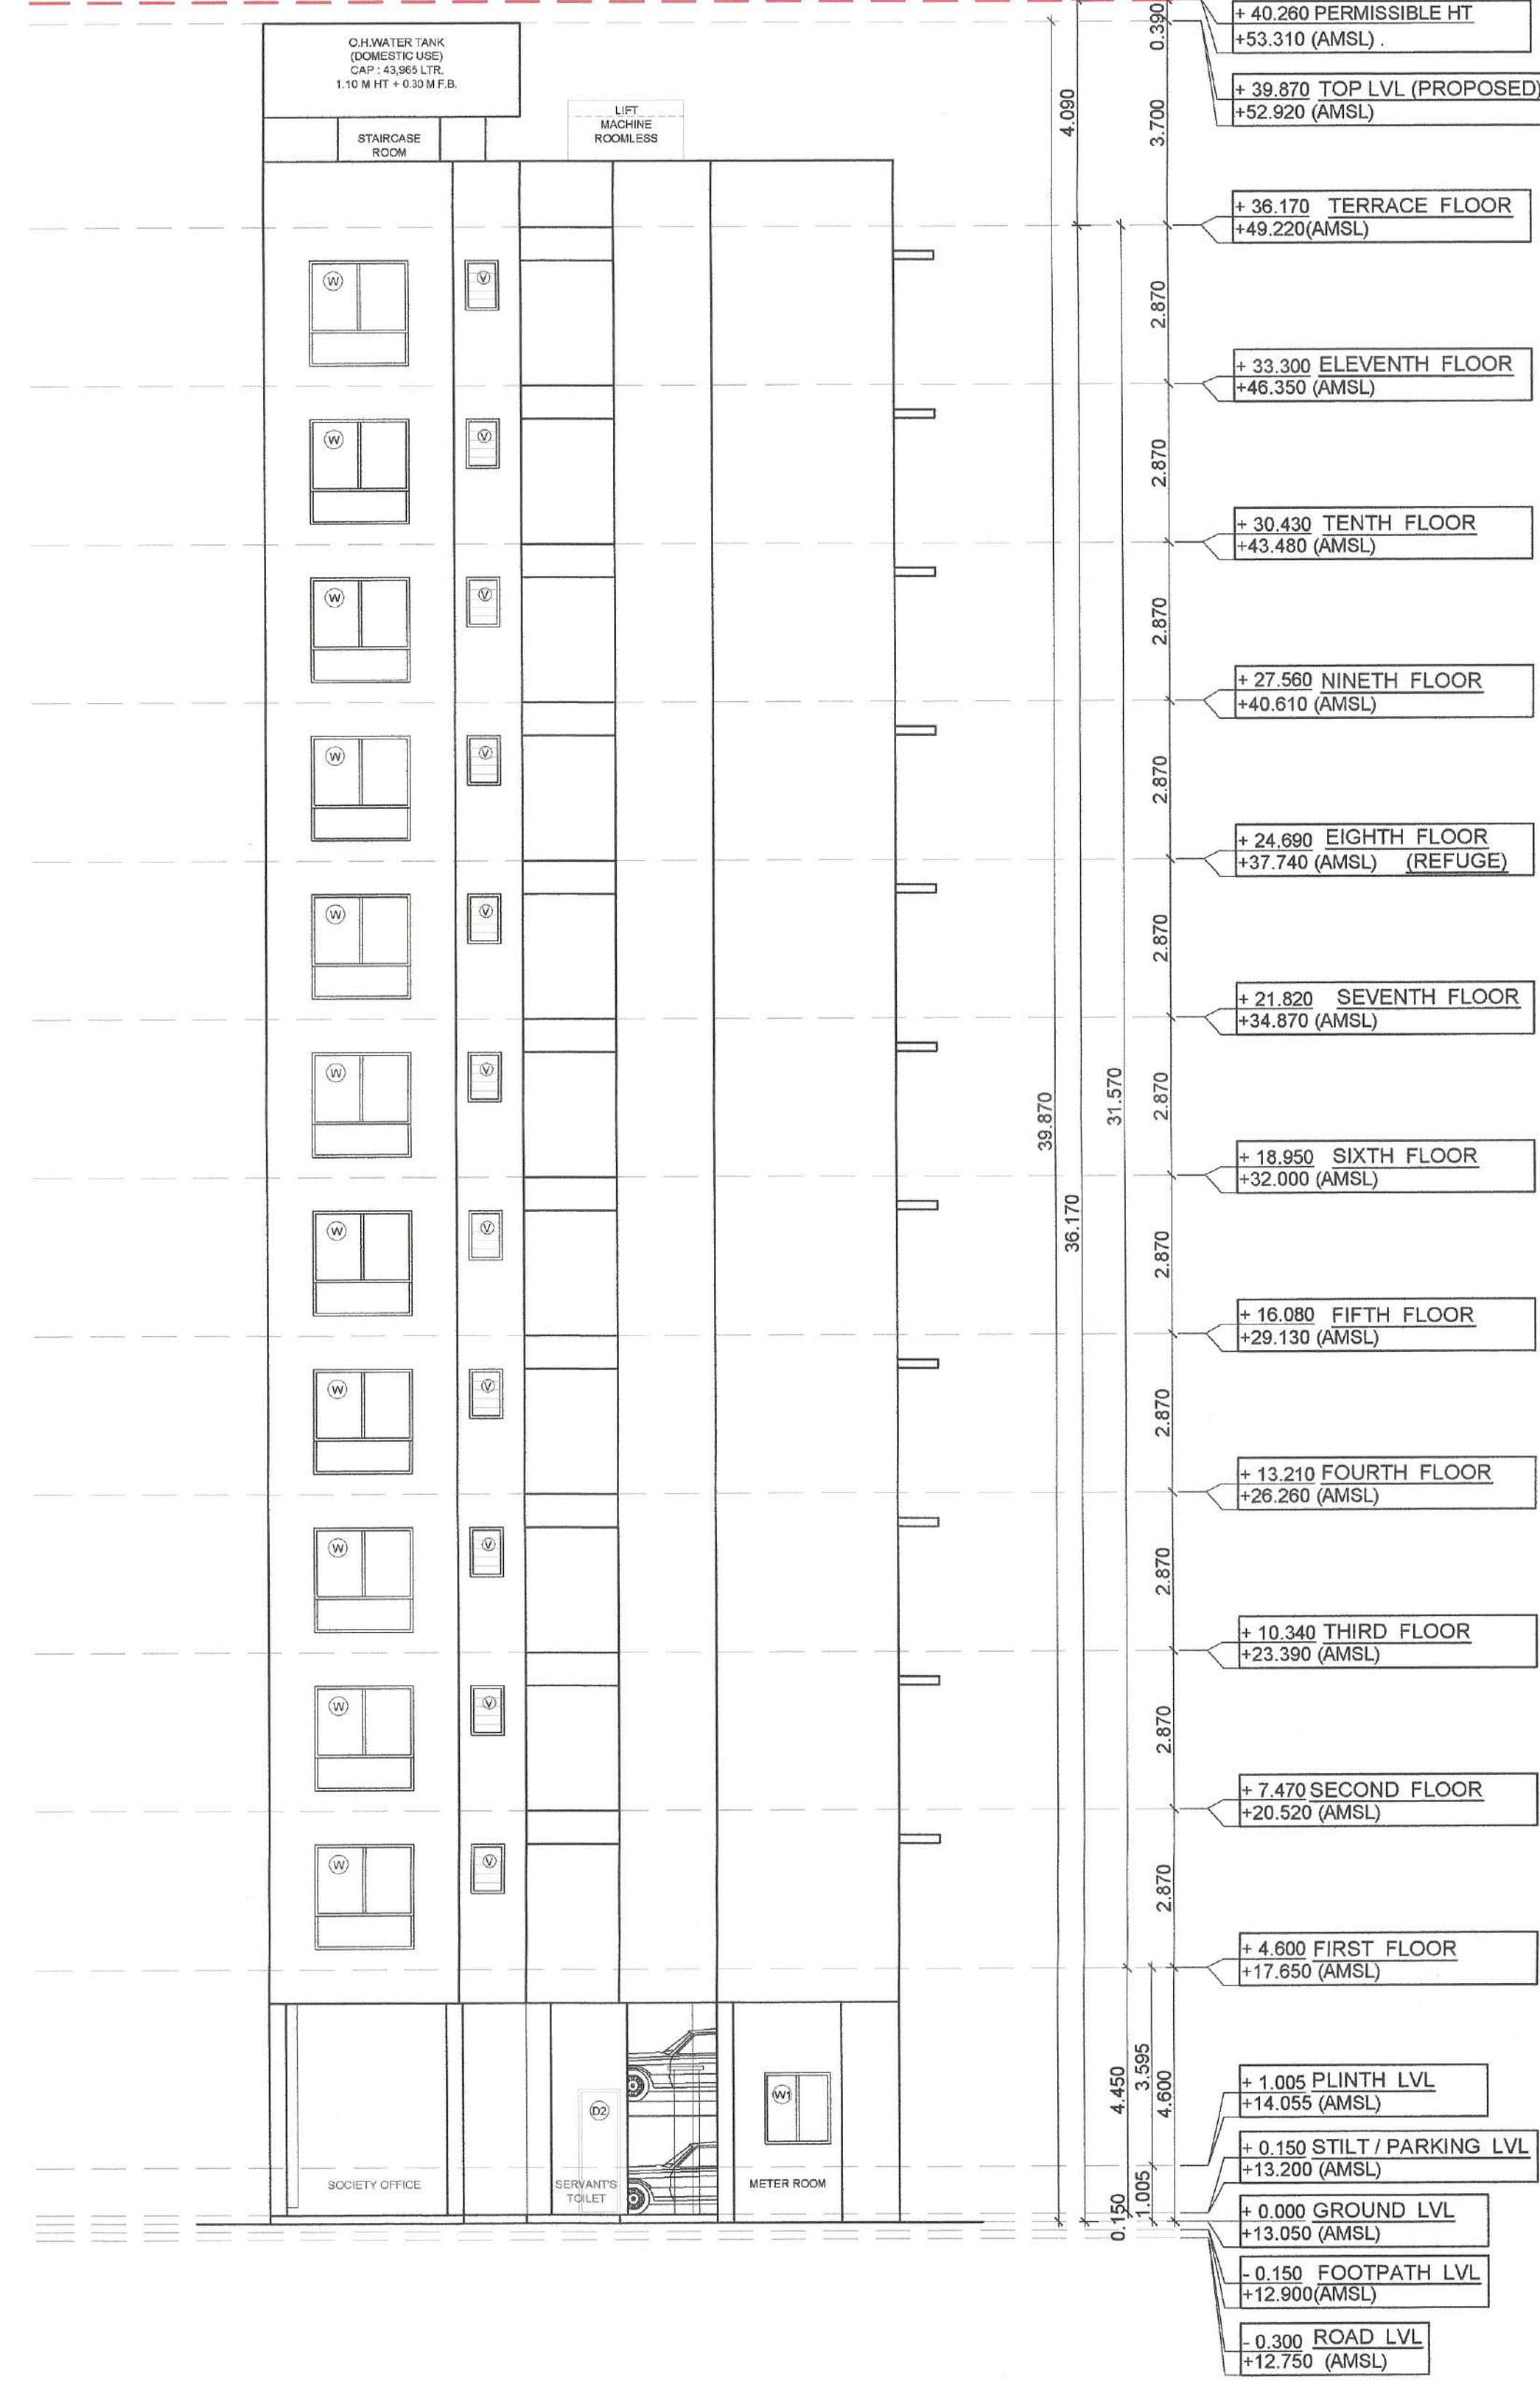 + 40.260 PERMISSIBLE HT
+53.310 (AMSL) .
0.390
O.H.WATER TANK
(DOMESTIC USE)
CAP : 43,965 LTR.
1.10 M HT + 0.30 M F.B.
+ 39.870 TOP LVL (PROPOSED)
+52.920 (AMSL)
4.090
3.700
LIFT
MACHINE
ROOMLESS
STAIRCASE
ROOM
+ 36.170 TERRACE FLOOR
+49.220(AMSL)
W
V
2.870
+ 33.300 ELEVENTH FLOOR
+46.350 (AMSL)
W
V
2.870
+ 30.430 TENTH FLOOR
+43.480 (AMSL)
W
V
2.870
+ 27.560 NINETH FLOOR
+40.610 (AMSL)
W
V
2.870
+ 24.690 EIGHTH FLOOR
+37.740 (AMSL) (REFUGE)
W
V
2.870
+ 21.820 SEVENTH FLOOR
+34.870 (AMSL)
W
V
39.870
31.570
2.870
+ 18.950 SIXTH FLOOR
+32.000 (AMSL)
36.170
W
V
2.870
+ 16.080 FIFTH FLOOR
+29.130 (AMSL)
W
V
2.870
+ 13.210 FOURTH FLOOR
+26.260 (AMSL)
W
V
2.870
+ 10.340 THIRD FLOOR
+23.390 (AMSL)
W
V
2.870
+ 7.470 SECOND FLOOR
+20.520 (AMSL)
W
V
2.870
+ 4.600 FIRST FLOOR
+17.650 (AMSL)
4.450
3.595
4.600
+ 1.005 PLINTH LVL
+14.055 (AMSL)
W1
D2
+ 0.150 STILT / PARKING LVL
+13.200 (AMSL)
SOCIETY OFFICE
SERVANT'S
TOILET
METER ROOM
0.150
1.005
+ 0.000 GROUND LVL
+13.050 (AMSL)
- 0.150 FOOTPATH LVL
+12.900(AMSL)
- 0.300 ROAD LVL
+12.750 (AMSL)